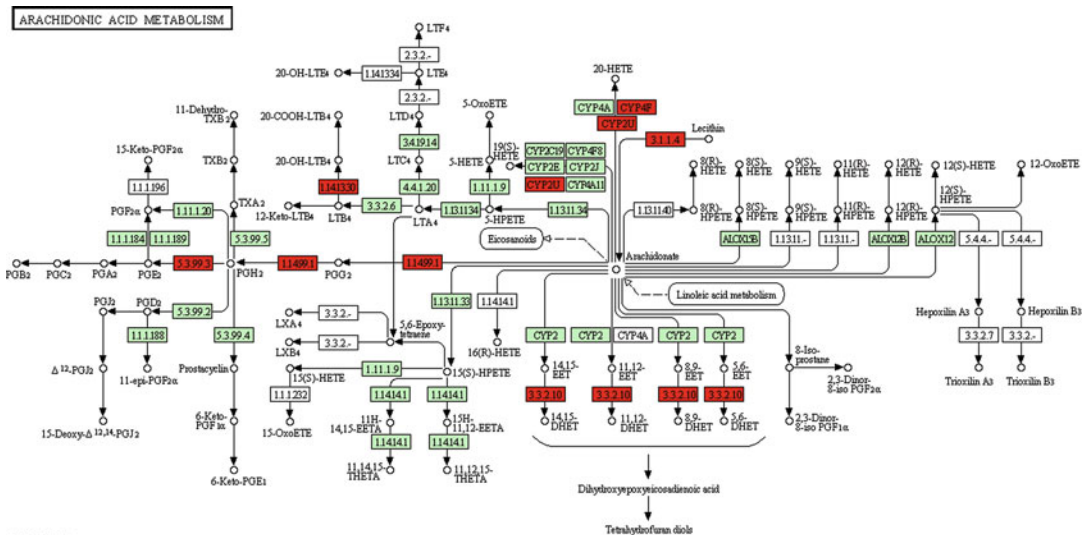 ARACHIDONIC ACID METABOLISM
LTF4
2.3.2.-
20-OH-LTE4
1.14.13.34
LTE4
2.3.2.-
20-HETE
CYP4A
CYP4F
CYP2U
3.1.1.4
Lecithin
11-Dehydro-
TXB2
20-COOH-LTB4
LTD4
5-OxoETE
3.4.19.14
19(S)-
HETE
CYP2C19
CYP4F8
CYP2E
CYP2J
CYP2U
CYP4A11
15-Keto-PGF2α
TXB2
20-OH-LTB4
LTC4
5-HETE
8(R)-
HETE
8(S)-
HETE
9(S)-
HETE
11(R)-
HETE
12(R)-
HETE
12(S)-HETE
12-OxoETE
1.1.1.196
1.14.13.30
4.4.1.20
1.11.1.9
TXA2
PGF2α
1.11.1.20
12-Keto-LTB4
3.3.2.6
LTB4
LTA4
1.13.11.34
5-HPETE
1.13.11.34
1.13.11.40
8(R)-
HPETE
8(S)-
HPETE
9(S)-
HPETE
11(R)-
HPETE
12(R)-
HPETE
12(S)-
HPETE
1.1.1.184
1.1.1.189
5.3.99.5
Eicosanoids
ALOX15B
1.13.11.-
1.13.11.-
ALOX12B
ALOX12
5.4.4.-
5.4.4.-
Arachidonate
PGB2
PGC2
PGA2
PGE2
5.3.99.3
PGH2
1.14.99.1
PGG2
1.14.99.1
Linoleic acid metabolism
PGJ2
PGD2
5.3.99.2
LXA4
3.3.2.-
1.13.11.33
1.14.14.1
Hepoxilin A3
Hepoxilin B3
1.1.1.188
5.3.99.4
LXB4
3.3.2.-
5,6-Epoxy-
tetraene
16(R)-HETE
CYP2
CYP2
CYP4A
CYP2
CYP2
3.3.2.7
3.3.2.-
Δ12-PGJ2
11-epi-PGF2α
Prostacyclin
15(S)-HETE
1.11.1.9
15(S)-HPETE
14,15-
EET
11,12-
EET
8,9-
EET
5,6-
EET
8-Iso-
prostane
2,3-Dinor-
8-iso PGF2α
Trioxilin A3
Trioxilin B3
1.1.1.232
1.14.14.1
1.14.14.1
3.3.2.10
3.3.2.10
3.3.2.10
3.3.2.10
15-Deoxy-Δ12,14-PGJ2
6-Keto-
PGF1α
15-OxoETE
11H-
14,15-EETA
15H-
11,12-EETA
14,15-
DHET
11,12-
DHET
8,9-
DHET
5,6-
DHET
2,3-Dinor-
8-iso PGF1α
1.14.14.1
1.14.14.1
6-Keto-PGE1
11,14,15-
THETA
11,12,15-
THETA
Dihydroxyepoxyeicosadienoic acid
Tetrahydrofuran diols